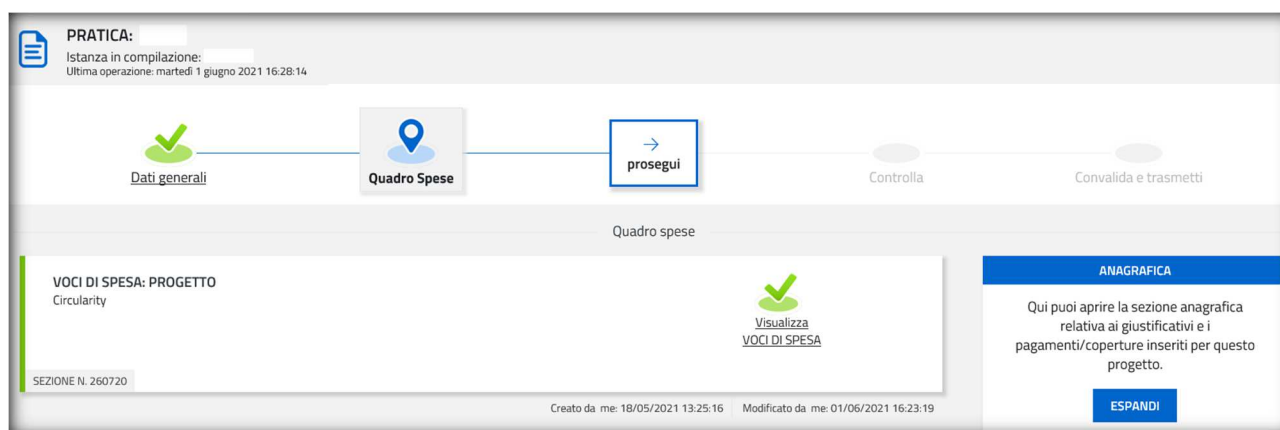 PRATICA:
Istanza in compilazione:
Ultima operazione: martedì 1 giugno 2021 16:28:14
Dati generali
Quadro Spese
→
prosegui
Controlla
Convalida e trasmetti
Quadro spese
VOCI DI SPESA: PROGETTO
Circularity
Visualizza
VOCI DI SPESA
SEZIONE N. 260720
Creato da me: 18/05/2021 13:25:16 Modificato da me: 01/06/2021 16:23:19
ANAGRAFICA
Qui puoi aprire la sezione anagrafica
relativa ai giustificativi e i
pagamenti/coperture inseriti per questo
progetto.
ESPANDI